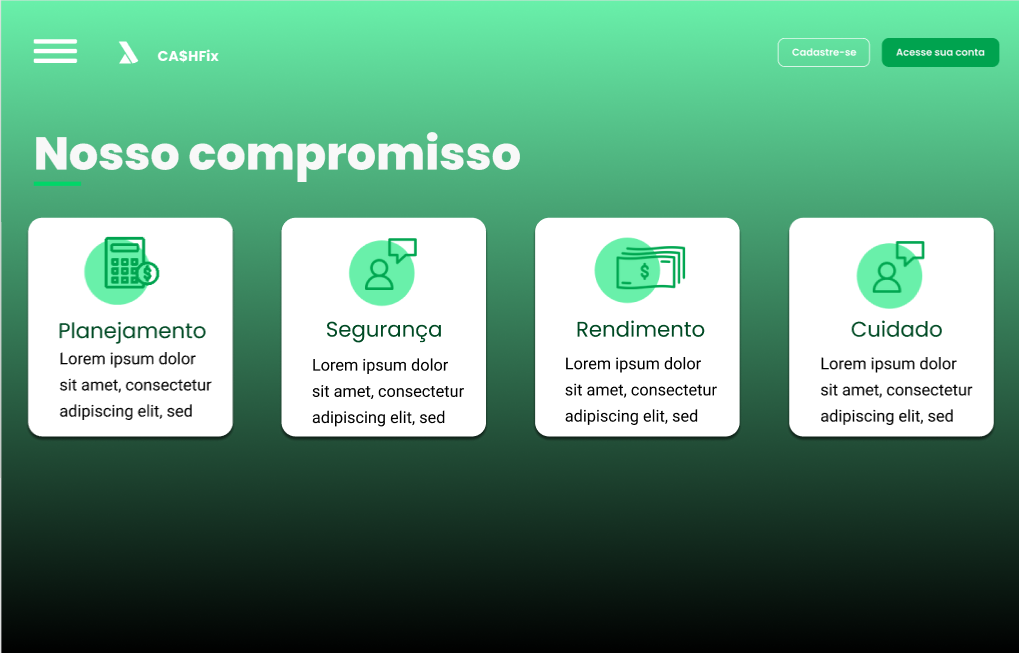 CA$HFix
Cadastre-se
Acesse sua conta
Nosso compromisso
$
Planejamento
Lorem ipsum dolor
sit amet, consectetur
adipiscing elit, sed
Segurança
Lorem ipsum dolor
sit amet, consectetur
adipiscing elit, sed
$
Rendimento
Lorem ipsum dolor
sit amet, consectetur
adipiscing elit, sed
Cuidado
Lorem ipsum dolor
sit amet, consectetur
adipiscing elit, sed